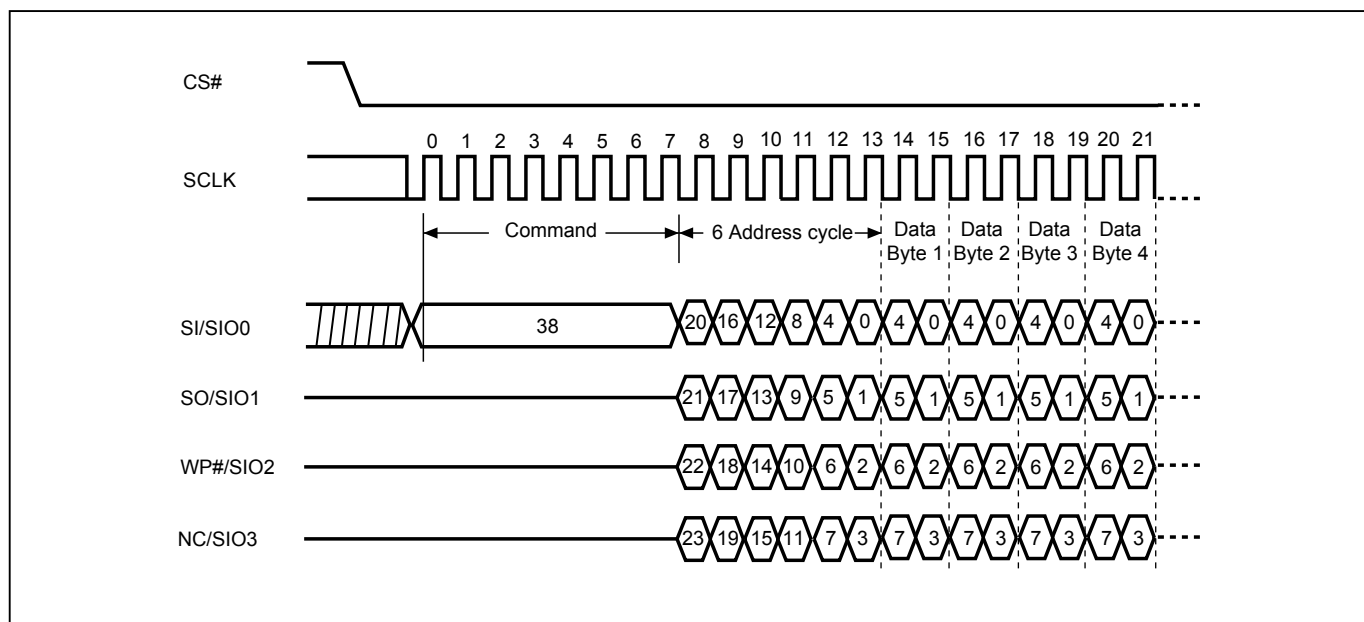 CS#
0 1 2 3 4 5 6 7 8 9 10 11 12 13 14 15 16 17 18 19 20 21
SCLK
Command 6 Address cycle Data Byte 1 Data Byte 2 Data Byte 3 Data Byte 4
SI/SIO0 38 20 16 12 8 4 0 4 0 4 0 4 0 4 0
SO/SIO1 21 17 13 9 5 1 5 1 5 1 5 1 5 1
WP#/SIO2 22 18 14 10 6 2 6 2 6 2 6 2 6 2
NC/SIO3 23 19 15 11 7 3 7 3 7 3 7 3 7 3